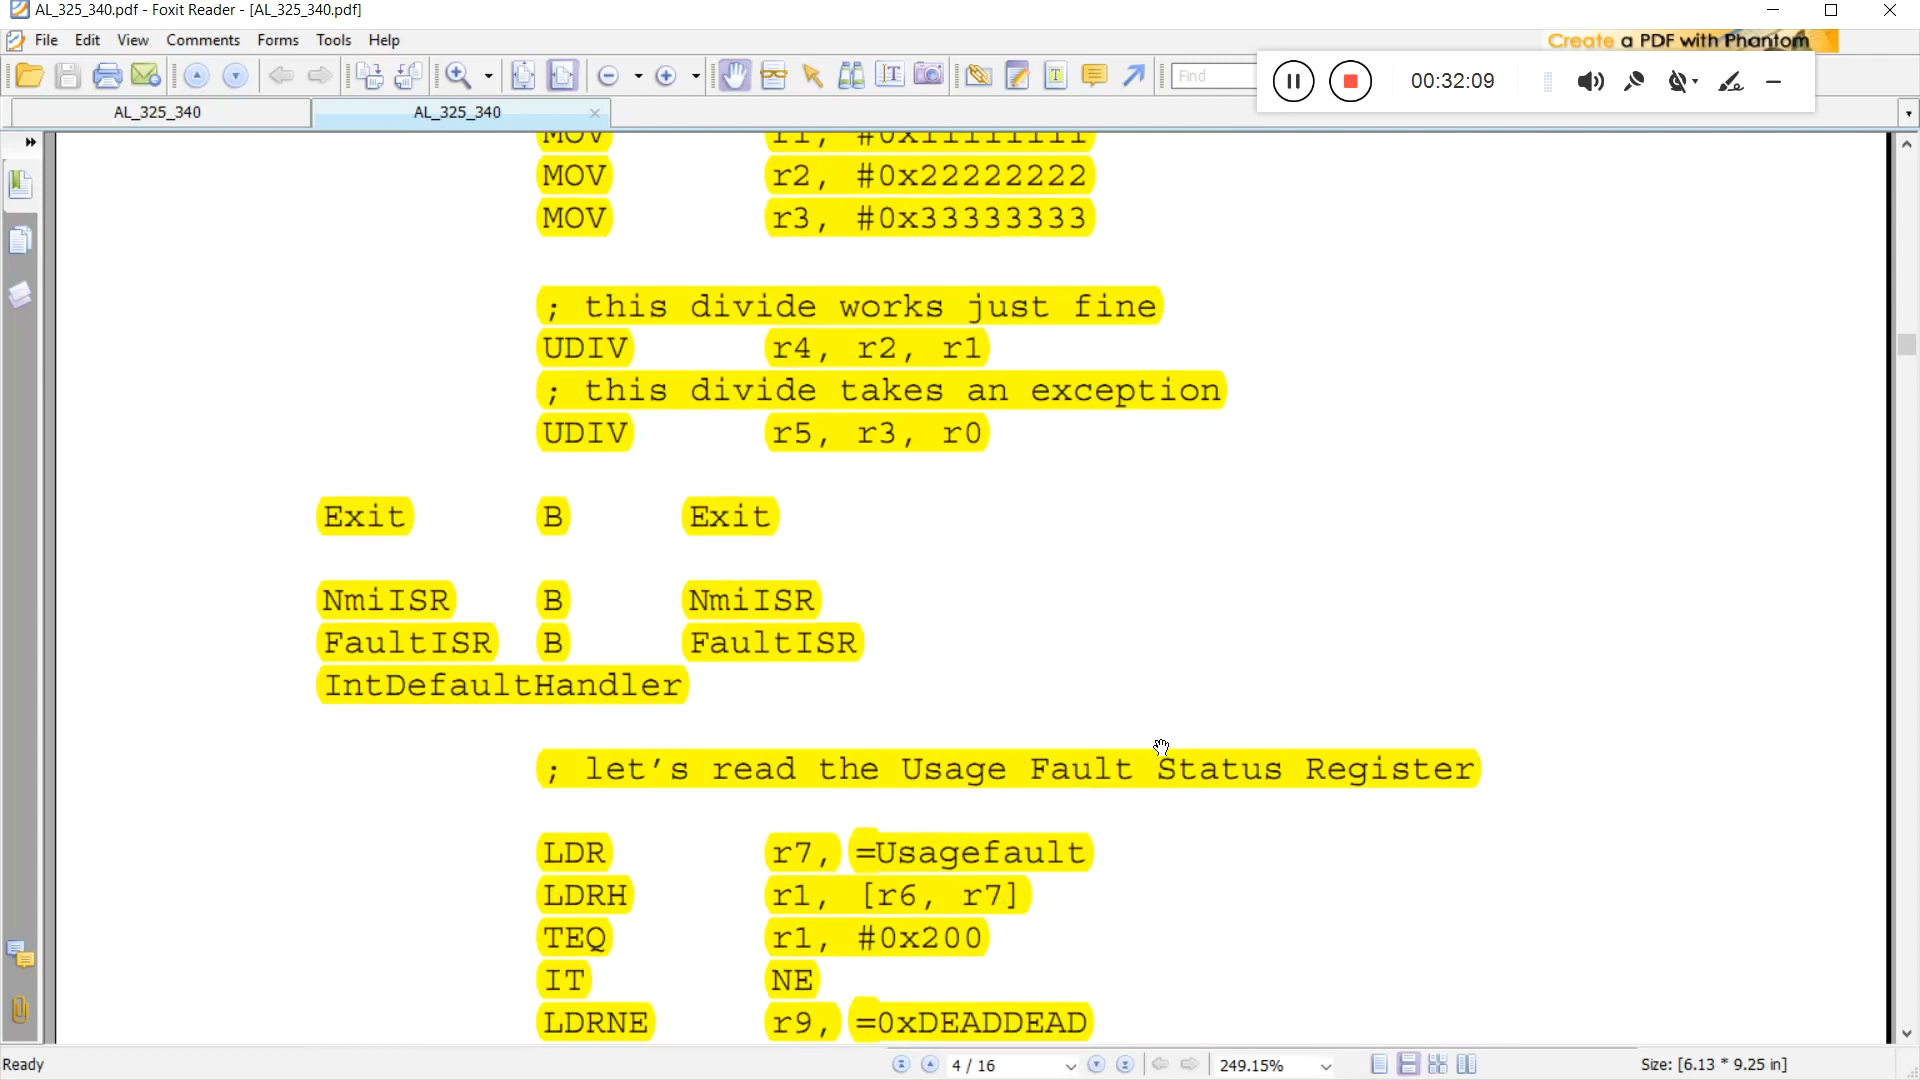 AL_325_340.pdf - Foxit Reader - [AL_325_340.pdf]
File Edit View Comments Forms Tools Help
Create a PDF with Phantom
Find
00:32:09
AL_325_340 AL_325_340
MOV r1, #0x11111111
MOV r2, #0x22222222
MOV r3, #0x33333333
; this divide works just fine
UDIV r4, r2, r1
; this divide takes an exception
UDIV r5, r3, r0
Exit B Exit
NmiISR B NmiISR
FaultISR B FaultISR
IntDefaultHandler
; let’s read the Usage Fault Status Register
LDR r7, =Usagefault
LDRH r1, [r6, r7]
TEQ r1, #0x200
IT NE
LDRNE r9, =0xDEADDEAD
Ready 4 / 16 249.15% Size: [6.13 * 9.25 in]